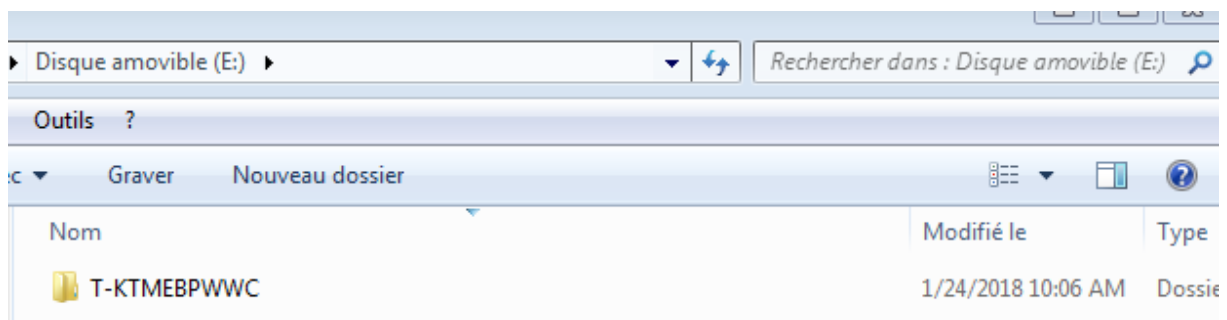 Disque amovible (E:) Rechercher dans : Disque amovible (E:)
Outils ?
Graver Nouveau dossier
Nom Modifié le Type
T-KTMEBPWWC 1/24/2018 10:06 AM